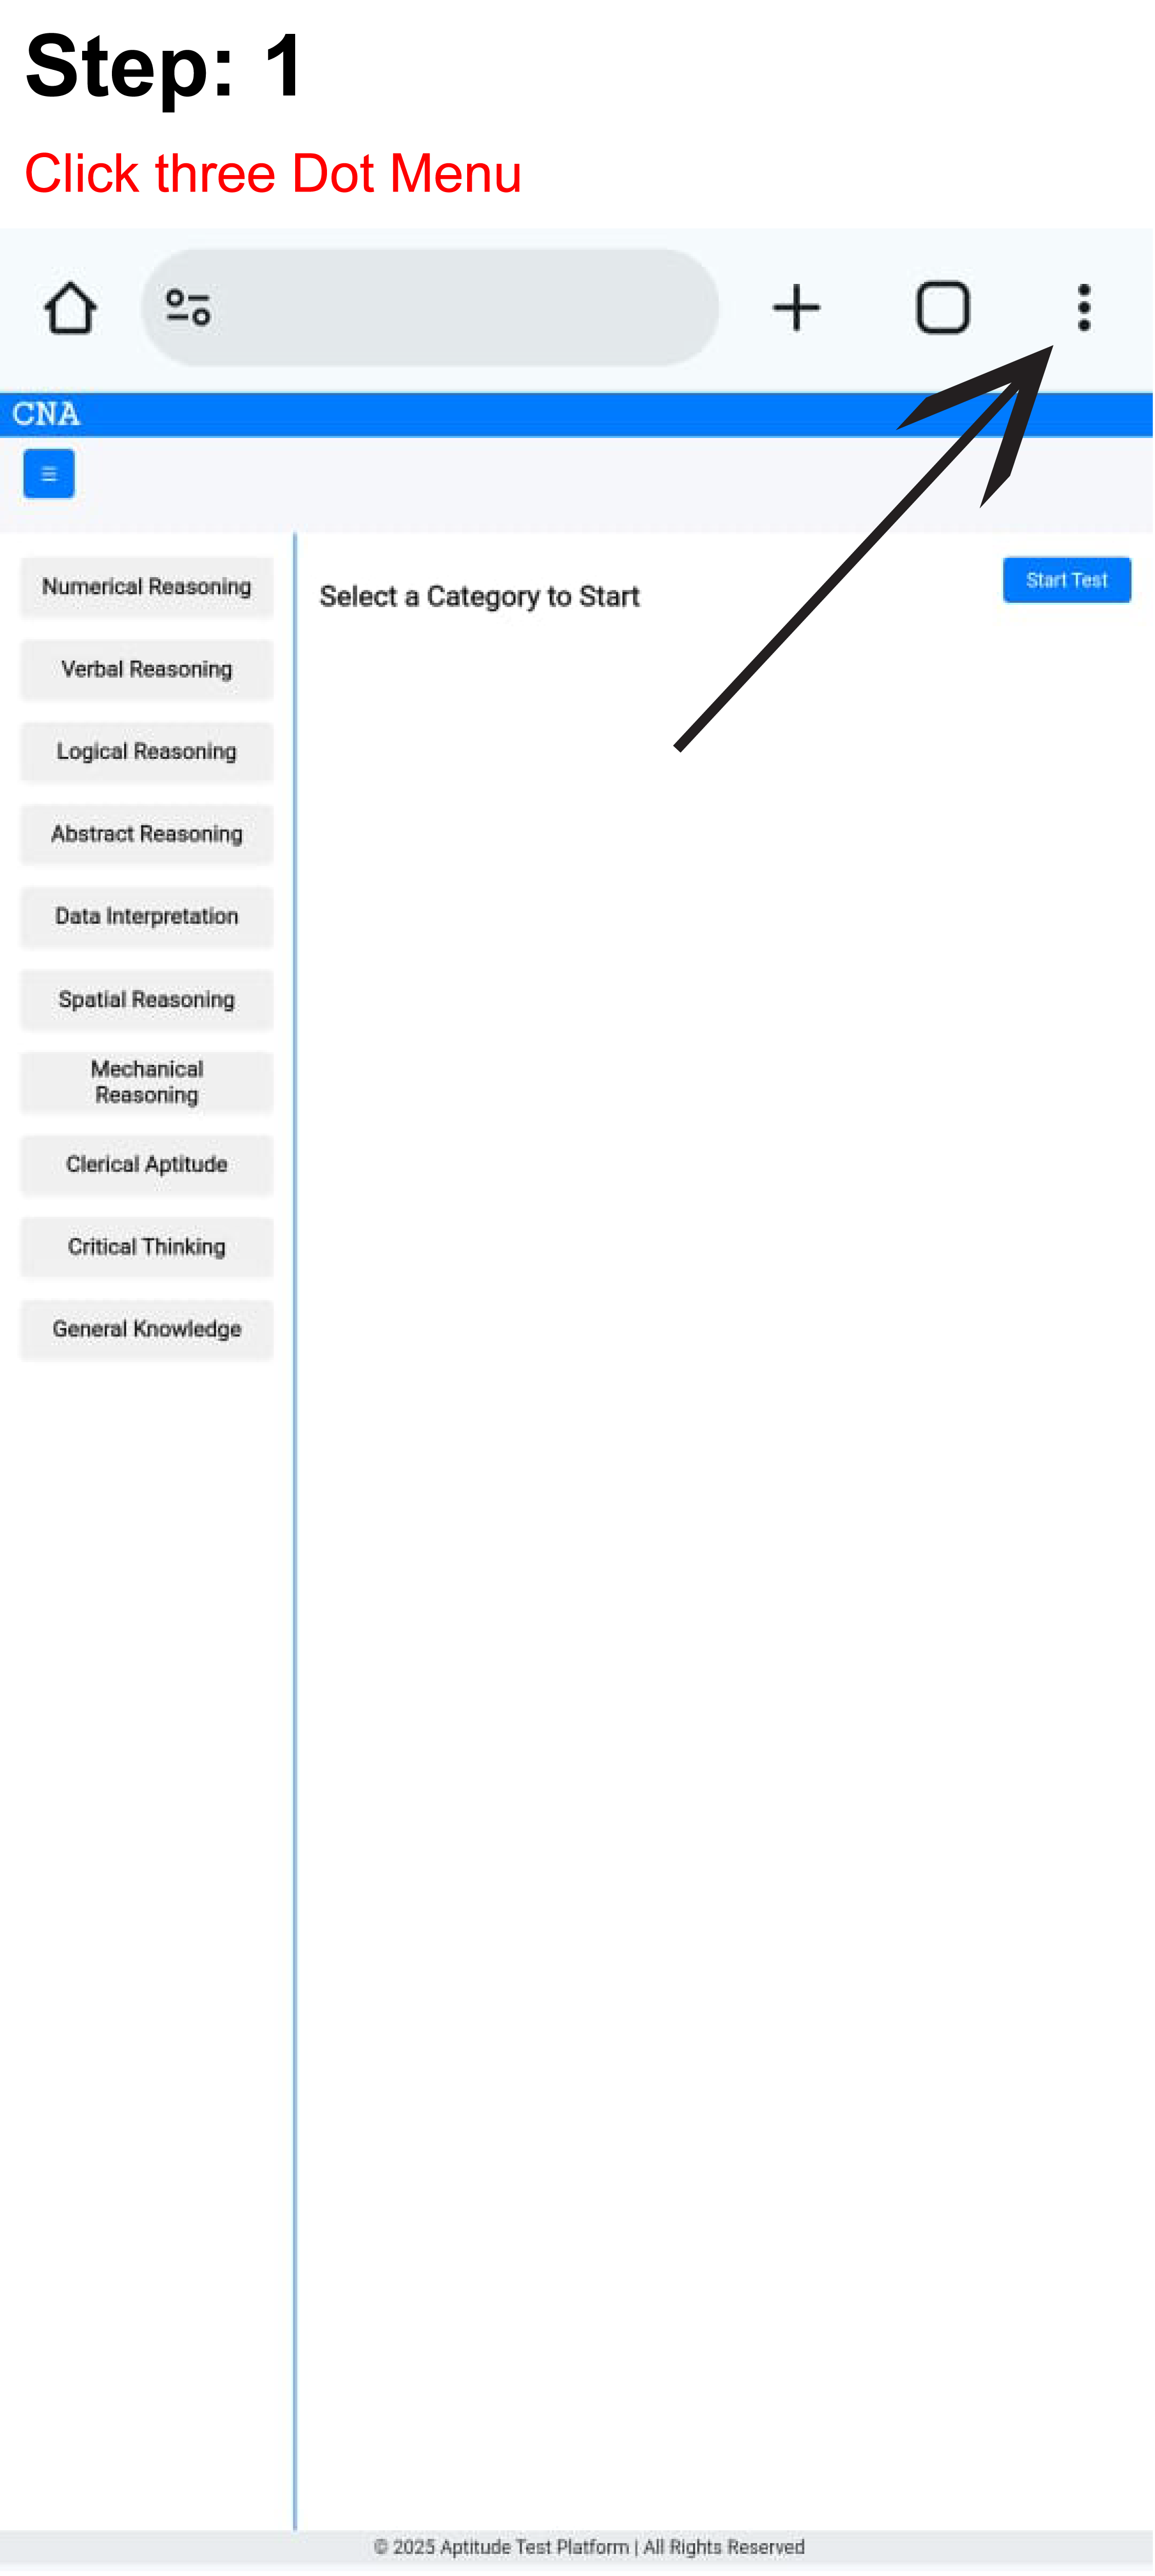 Step: 1
Click three Dot Menu
CNA
Numerical Reasoning
Select a Category to Start
Start Test
Verbal Reasoning
Logical Reasoning
Abstract Reasoning
Data Interpretation
Spatial Reasoning
Mechanical
Reasoning
Clerical Aptitude
Critical Thinking
General Knowledge
© 2025 Aptitude Test Platform | All Rights Reserved